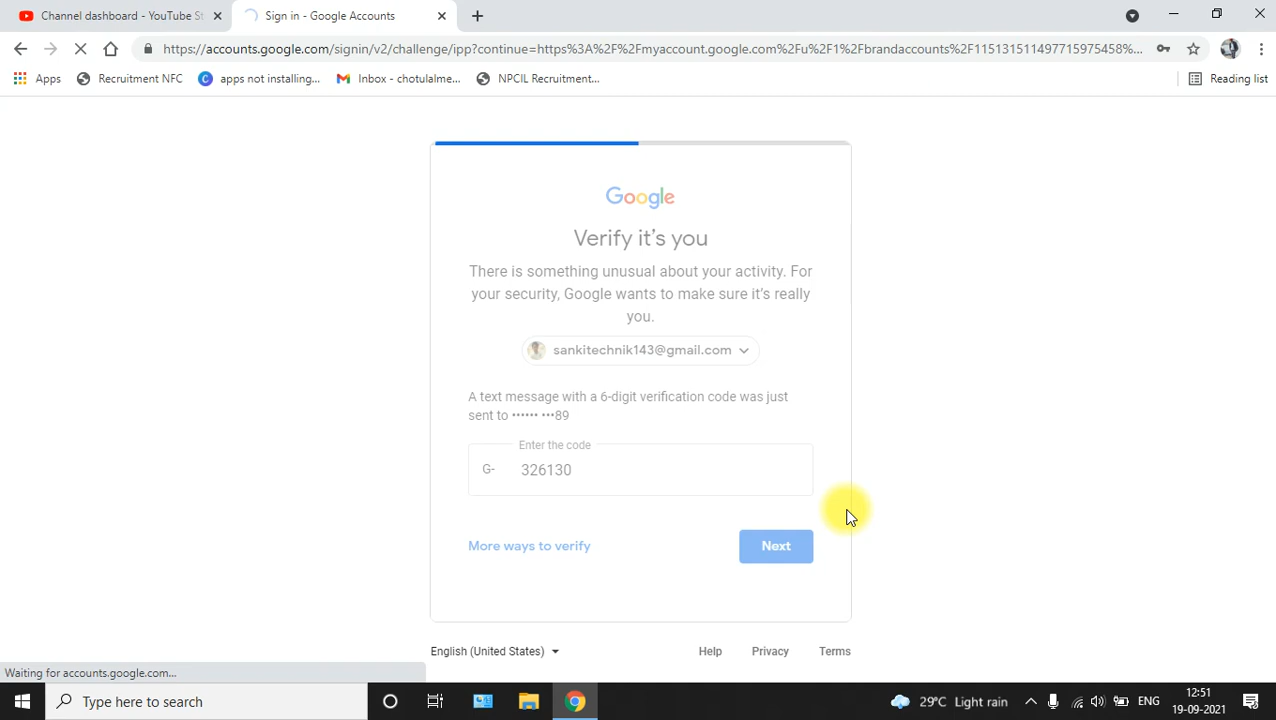 Channel dashboard - YouTube St
Sign in - Google Accounts
https://accounts.google.com/signin/v2/challenge/ipp?continue=https%3A%2F%2Fmyaccount.google.com%2Fu%2F1%2Fbrandaccounts%2F115131511497715975458%...
Apps
Recruitment NFC
apps not installing...
Inbox - chotulalme...
NPCIL Recruitment...
Reading list
Google
Verify it's you
There is something unusual about your activity. For
your security, Google wants to make sure it's really
you.
sankitechnik143@gmail.com
A text message with a 6-digit verification code was just
sent to •••••• •••89
Enter the code
G- 326130
More ways to verify
Next
English (United States)
Help
Privacy
Terms
Waiting for accounts.google.com...
Type here to search
29°C Light rain
ENG
12:51
19-09-2021